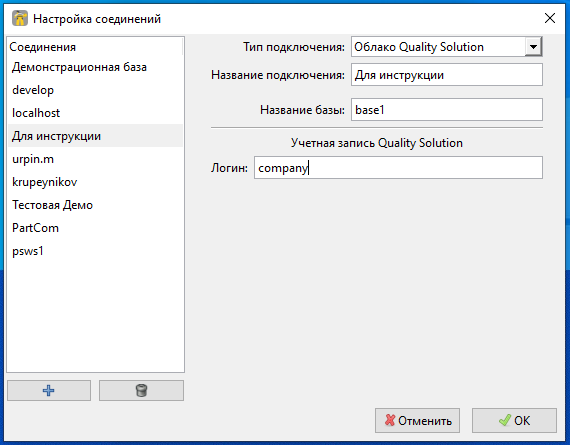 Настройка соединений
Соединения
Демонстрационная база
develop
localhost
Для инструкции
urpin.m
krupeynikov
Тестовая Демо
PartCom
psws1
Тип подключения: Облако Quality Solution
Название подключения: Для инструкции
Название базы: base1
Учетная запись Quality Solution
Логин: company
Отменить
OK